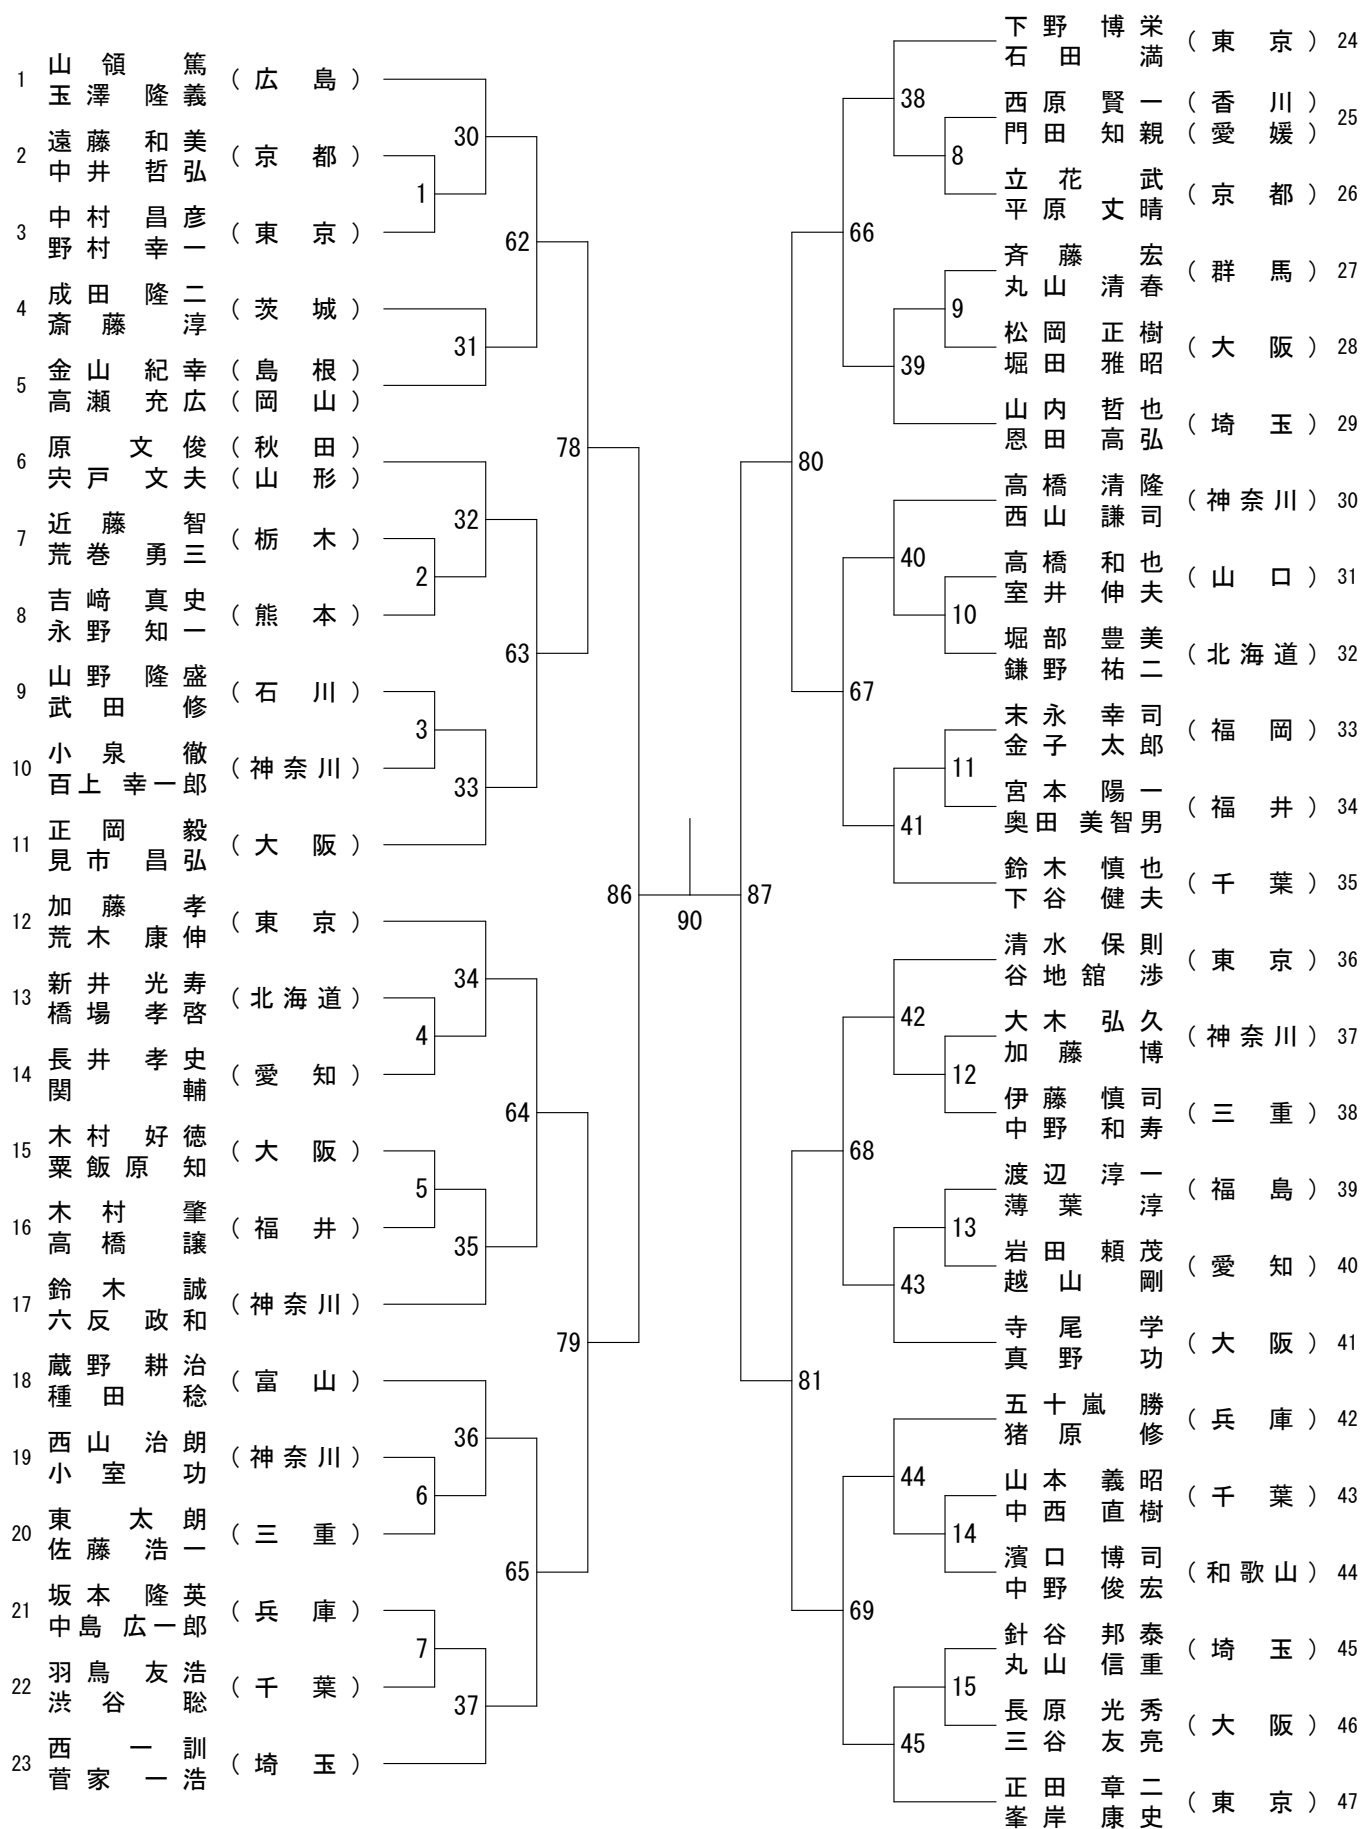 1 山領 篤 (広島)
玉澤 隆義
2 遠藤 和美 (京都)
中井 哲弘
3 中村 昌彦 (東京)
野村 幸一
4 成田 隆二 (茨城)
斎藤 淳
5 金山 紀幸 (島根)
高瀬 充広 (岡山)
6 原 文俊 (秋田)
宍戸 文夫 (山形)
7 近藤 智 (栃木)
荒巻 勇三
8 吉﨑 真史 (熊本)
永野 知一
9 山野 隆盛 (石川)
武田 修
10 小泉 徹 (神奈川)
百上 幸一郎
11 正岡 毅 (大阪)
見市 昌弘
12 加藤 孝 (東京)
荒木 康伸
13 新井 光寿 (北海道)
橋場 孝啓
14 長井 孝史 (愛知)
関 輔
15 木村 好徳 (大阪)
粟飯原 知
16 木村 肇 (福井)
高橋 譲
17 鈴木 誠 (神奈川)
六反 政和
18 蔵野 耕治 (富山)
種田 稔
19 西山 治朗 (神奈川)
小室 功
20 東 太朗 (三重)
佐藤 浩一
21 坂本 隆英 (兵庫)
中島 広一郎
22 羽鳥 友浩 (千葉)
渋谷 聡
23 西 一訓 (埼玉)
菅家 一浩
1
2
3
4
5
6
7
30
31
32
33
34
35
36
37
62
63
64
65
78
79
86
90
87
80
81
66
67
68
69
38
39
40
41
42
43
44
45
8
9
10
11
12
13
14
15
下野 博栄 (東京) 24
石田 満
西原 賢一 (香川) 25
門田 知親 (愛媛)
立花 武 (京都) 26
平原 丈晴
斉藤 宏 (群馬) 27
丸山 清春
松岡 正樹 (大阪) 28
堀田 雅昭
山内 哲也 (埼玉) 29
恩田 高弘
高橋 清隆 (神奈川) 30
西山 謙司
高橋 和也 (山口) 31
室井 伸夫
堀部 豊美 (北海道) 32
鎌野 祐二
末永 幸司 (福岡) 33
金子 太郎
宮本 陽一 (福井) 34
奥田 美智男
鈴木 慎也 (千葉) 35
下谷 健夫
清水 保則 (東京) 36
谷地舘 渉
大木 弘久 (神奈川) 37
加藤 博
伊藤 慎司 (三重) 38
中野 和寿
渡辺 淳一 (福島) 39
薄葉 淳
岩田 頼茂 (愛知) 40
越山 剛
寺尾 学 (大阪) 41
真野 功
五十嵐 勝 (兵庫) 42
猪原 修
山本 義昭 (千葉) 43
中西 直樹
濱口 博司 (和歌山) 44
中野 俊宏
針谷 邦泰 (埼玉) 45
丸山 信重
長原 光秀 (大阪) 46
三谷 友亮
正田 章二 (東京) 47
峯岸 康史